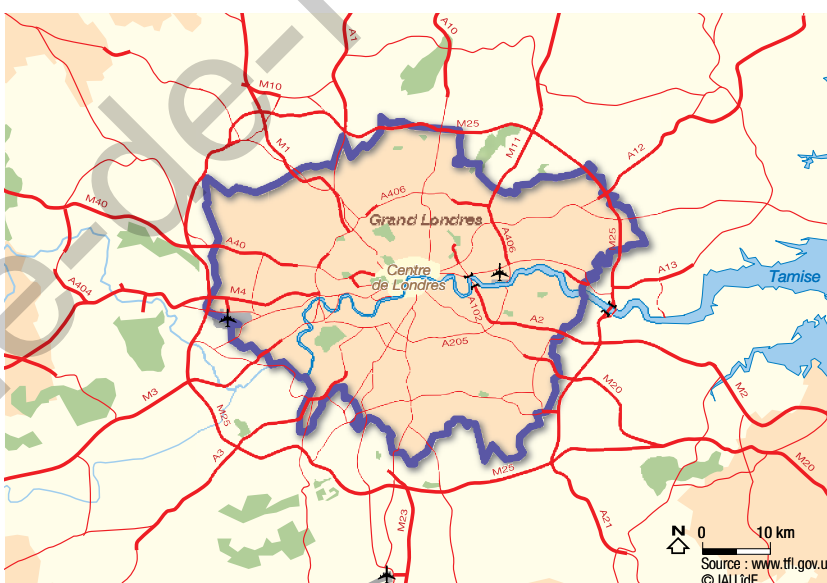 A1
A10
M10
M25
M1
M11
A12
A406
M40
Grand Londres
A406
M25
A40
Centre
de Londres
A13
Tamise
A404
M4
A102
A2
A205
M3
M25
M20
M2
A3
M25
M20
M23
A21
N
0 10 km
Source : www.tfl.gov.u
© IAU îdF